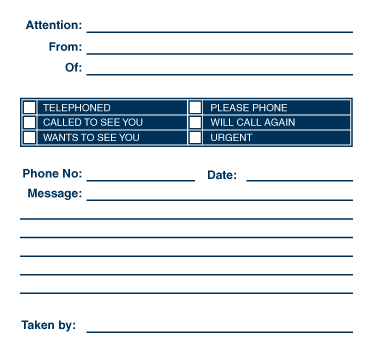 Attention:
From:
Of:
TELEPHONED PLEASE PHONE
CALLED TO SEE YOU WILL CALL AGAIN
WANTS TO SEE YOU URGENT
Phone No: Date:
Message:
Taken by: